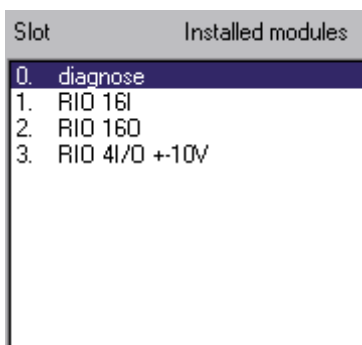 Slot Installed modules
0. diagnose
1. RIO 16I
2. RIO 16O
3. RIO 4I/O +-10V